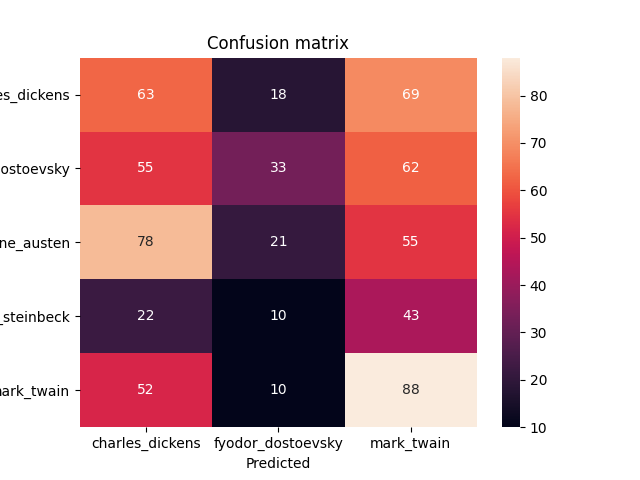 Confusion matrix
es_dickens 63 18 69
ostoevsky 55 33 62
ne_austen 78 21 55
_steinbeck 22 10 43
mark_twain 52 10 88
charles_dickens fyodor_dostoevsky mark_twain
Predicted
80
70
60
50
40
30
20
10